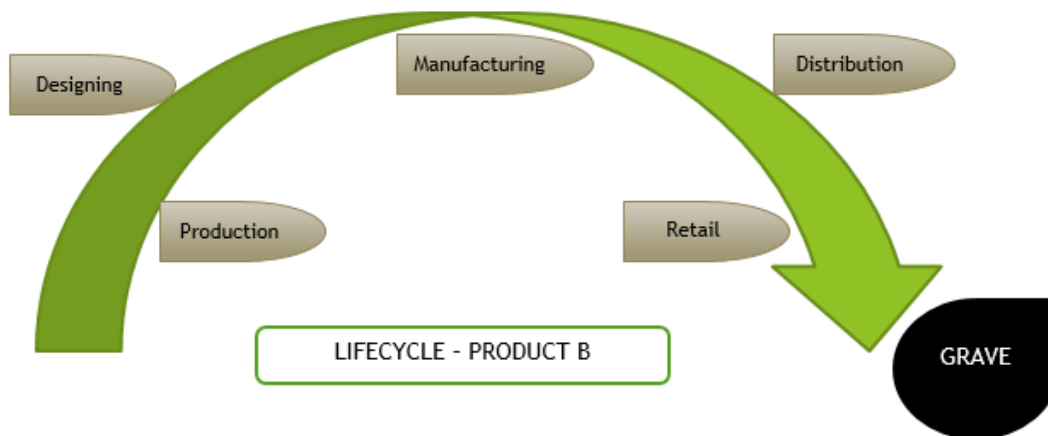 Designing
Manufacturing
Distribution
Production
Retail
LIFECYCLE - PRODUCT B
GRAVE